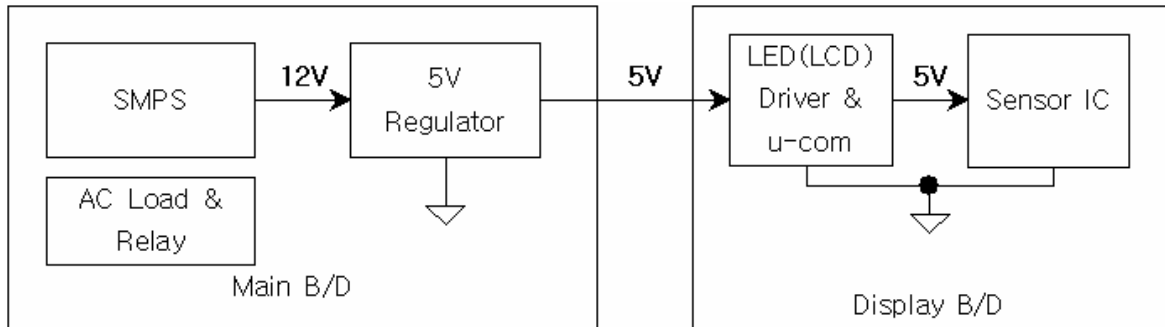 SMPS
12V
5V
Regulator
5V
LED(LCD)
Driver &
u-com
5V
Sensor IC
AC Load &
Relay
Main B/D
Display B/D